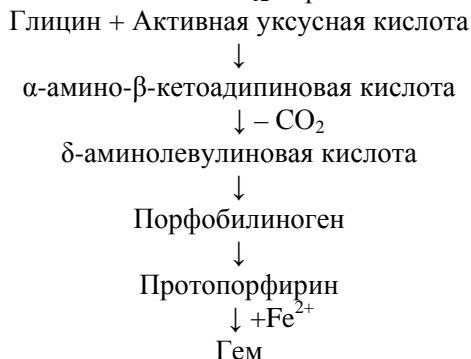 Глицин + Активная уксусная кислота
↓
α-амино-β-кетоадипиновая кислота
↓ – CO₂
δ-аминолевулиновая кислота
↓
Порфобилиноген
↓
Протопорфирин
↓ +Fe²⁺
Гем